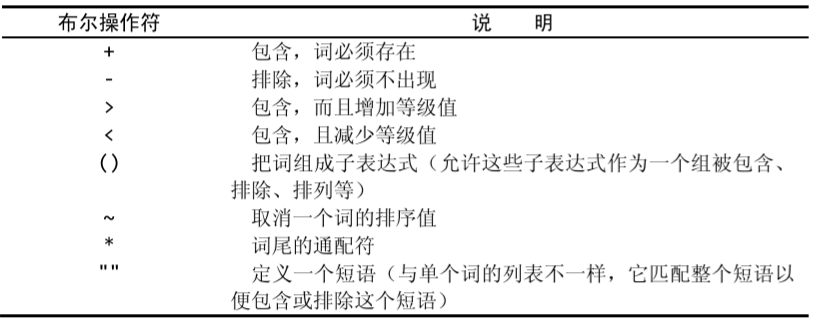 布尔操作符 说 明
+ 包含，词必须存在
- 排除，词必须不出现
> 包含，而且增加等级值
< 包含，且减少等级值
() 把词组成子表达式（允许这些子表达式作为一个组被包含、
排除、排列等）
~ 取消一个词的排序值
* 词尾的通配符
"" 定义一个短语（与单个词的列表不一样，它匹配整个短语以
便包含或排除这个短语）